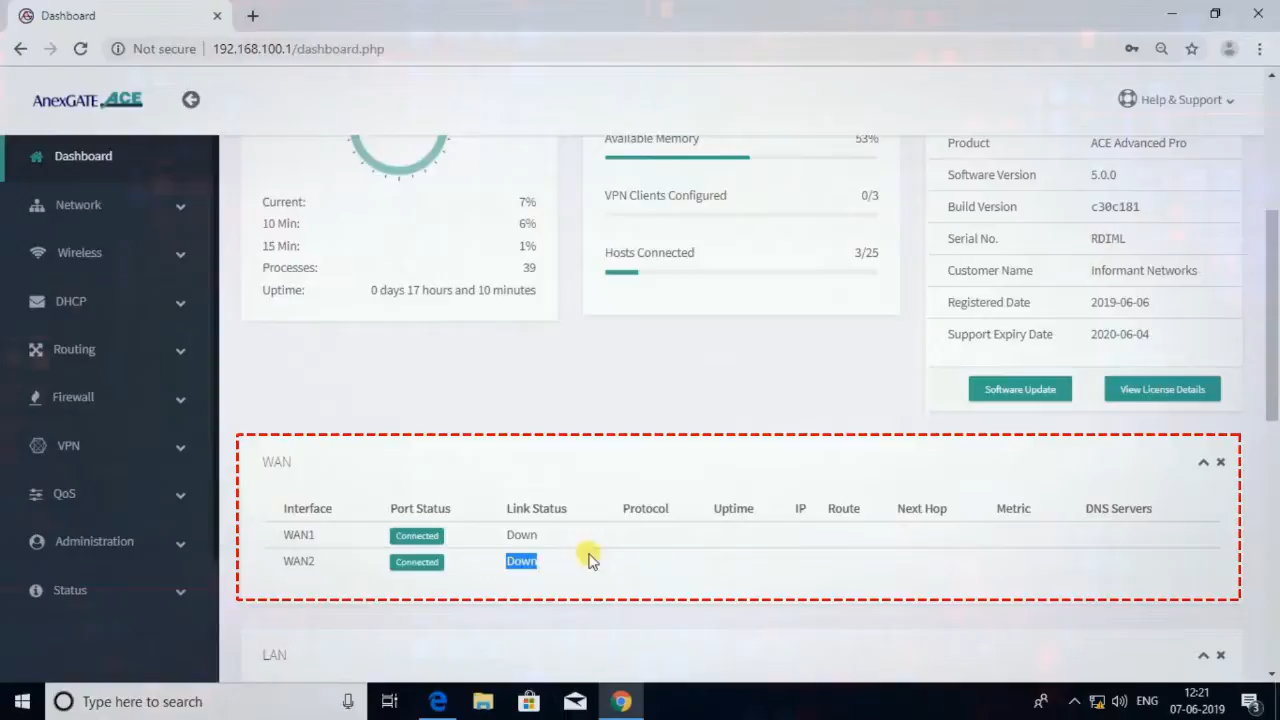 Dashboard
Not secure
192.168.100.1/dashboard.php
AnexGATE ACE
Help & Support
Dashboard
Network
Wireless
DHCP
Routing
Firewall
VPN
QoS
Administration
Status
Current: 7%
10 Min: 6%
15 Min: 1%
Processes: 39
Uptime: 0 days 17 hours and 10 minutes
Available Memory 53%
VPN Clients Configured 0/3
Hosts Connected 3/25
Product ACE Advanced Pro
Software Version 5.0.0
Build Version c30c181
Serial No. RDIML
Customer Name Informant Networks
Registered Date 2019-06-06
Support Expiry Date 2020-06-04
Software Update View License Details
WAN
Interface Port Status Link Status Protocol Uptime IP Route Next Hop Metric DNS Servers
WAN1 Connected Down
WAN2 Connected Down
LAN
Type here to search
ENG
12:21
07-06-2019
3